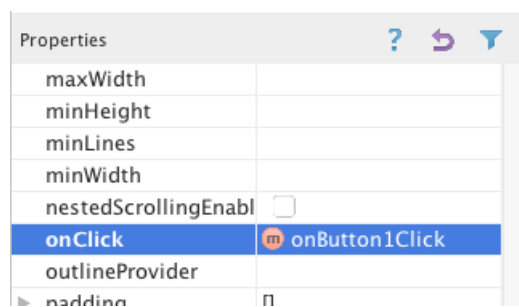 Properties ?
maxWidth
minHeight
minLines
minWidth
nestedScrollingEnabl
onClick m onButton1Click
outlineProvider
padding []